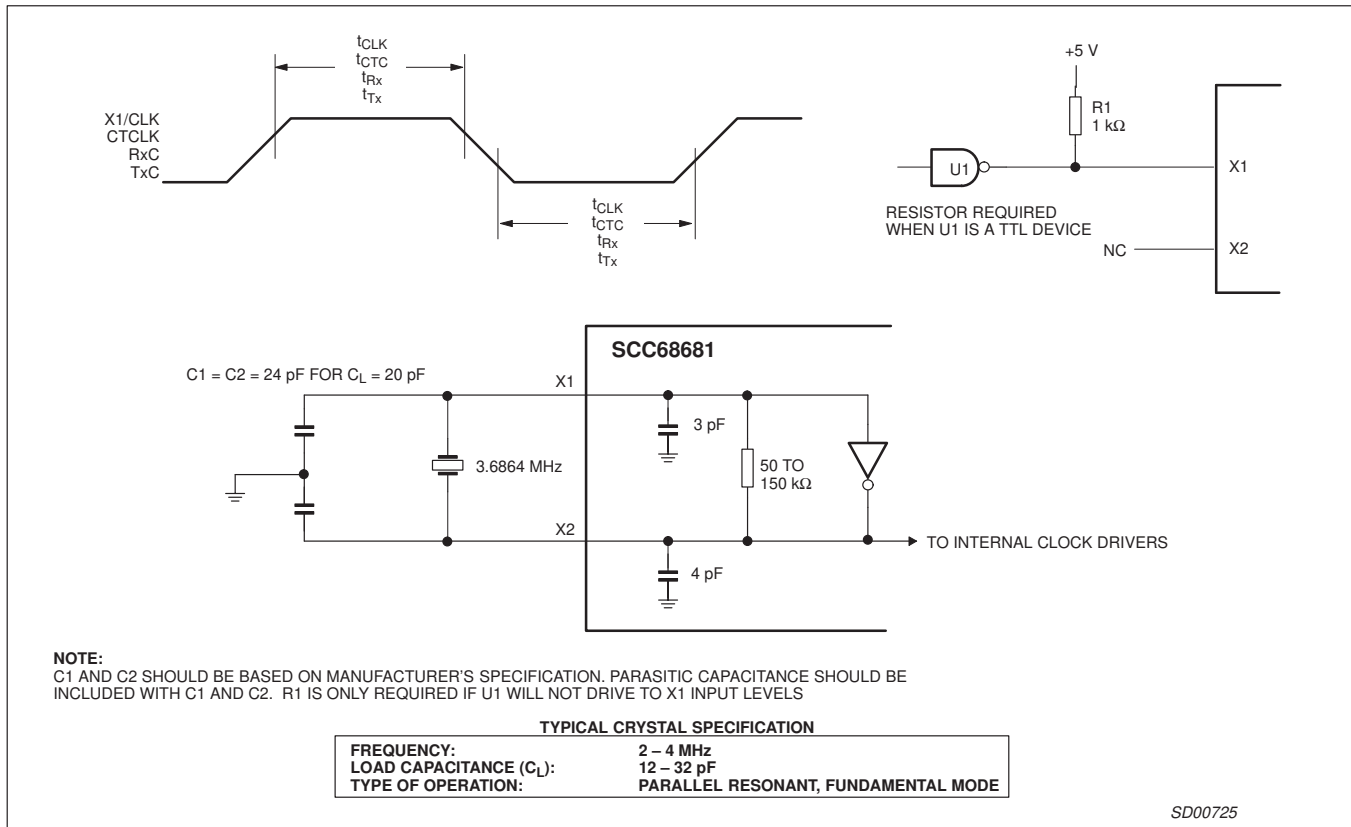 tCLK
tCTC
tRx
tTx
X1/CLK
CTCLK
RxC
TxC
tCLK
tCTC
tRx
tTx
+5 V
R1
1 kΩ
U1
X1
RESISTOR REQUIRED
WHEN U1 IS A TTL DEVICE
NC
X2
SCC68681
C1 = C2 = 24 pF FOR CL = 20 pF
X1
3 pF
3.6864 MHz
50 TO
150 kΩ
X2
TO INTERNAL CLOCK DRIVERS
4 pF
NOTE:
C1 AND C2 SHOULD BE BASED ON MANUFACTURER'S SPECIFICATION. PARASITIC CAPACITANCE SHOULD BE
INCLUDED WITH C1 AND C2. R1 IS ONLY REQUIRED IF U1 WILL NOT DRIVE TO X1 INPUT LEVELS
TYPICAL CRYSTAL SPECIFICATION
FREQUENCY: 2 – 4 MHz
LOAD CAPACITANCE (CL): 12 – 32 pF
TYPE OF OPERATION: PARALLEL RESONANT, FUNDAMENTAL MODE
SD00725